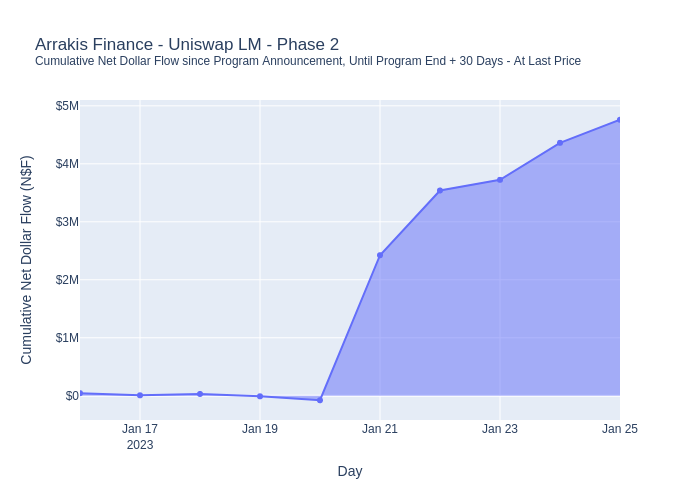 Arrakis Finance - Uniswap LM - Phase 2
Cumulative Net Dollar Flow since Program Announcement, Until Program End + 30 Days - At Last Price
$5M
$4M
$3M
$2M
$1M
$0
Cumulative Net Dollar Flow (N$F)
Jan 17 Jan 19 Jan 21 Jan 23 Jan 25
2023
Day